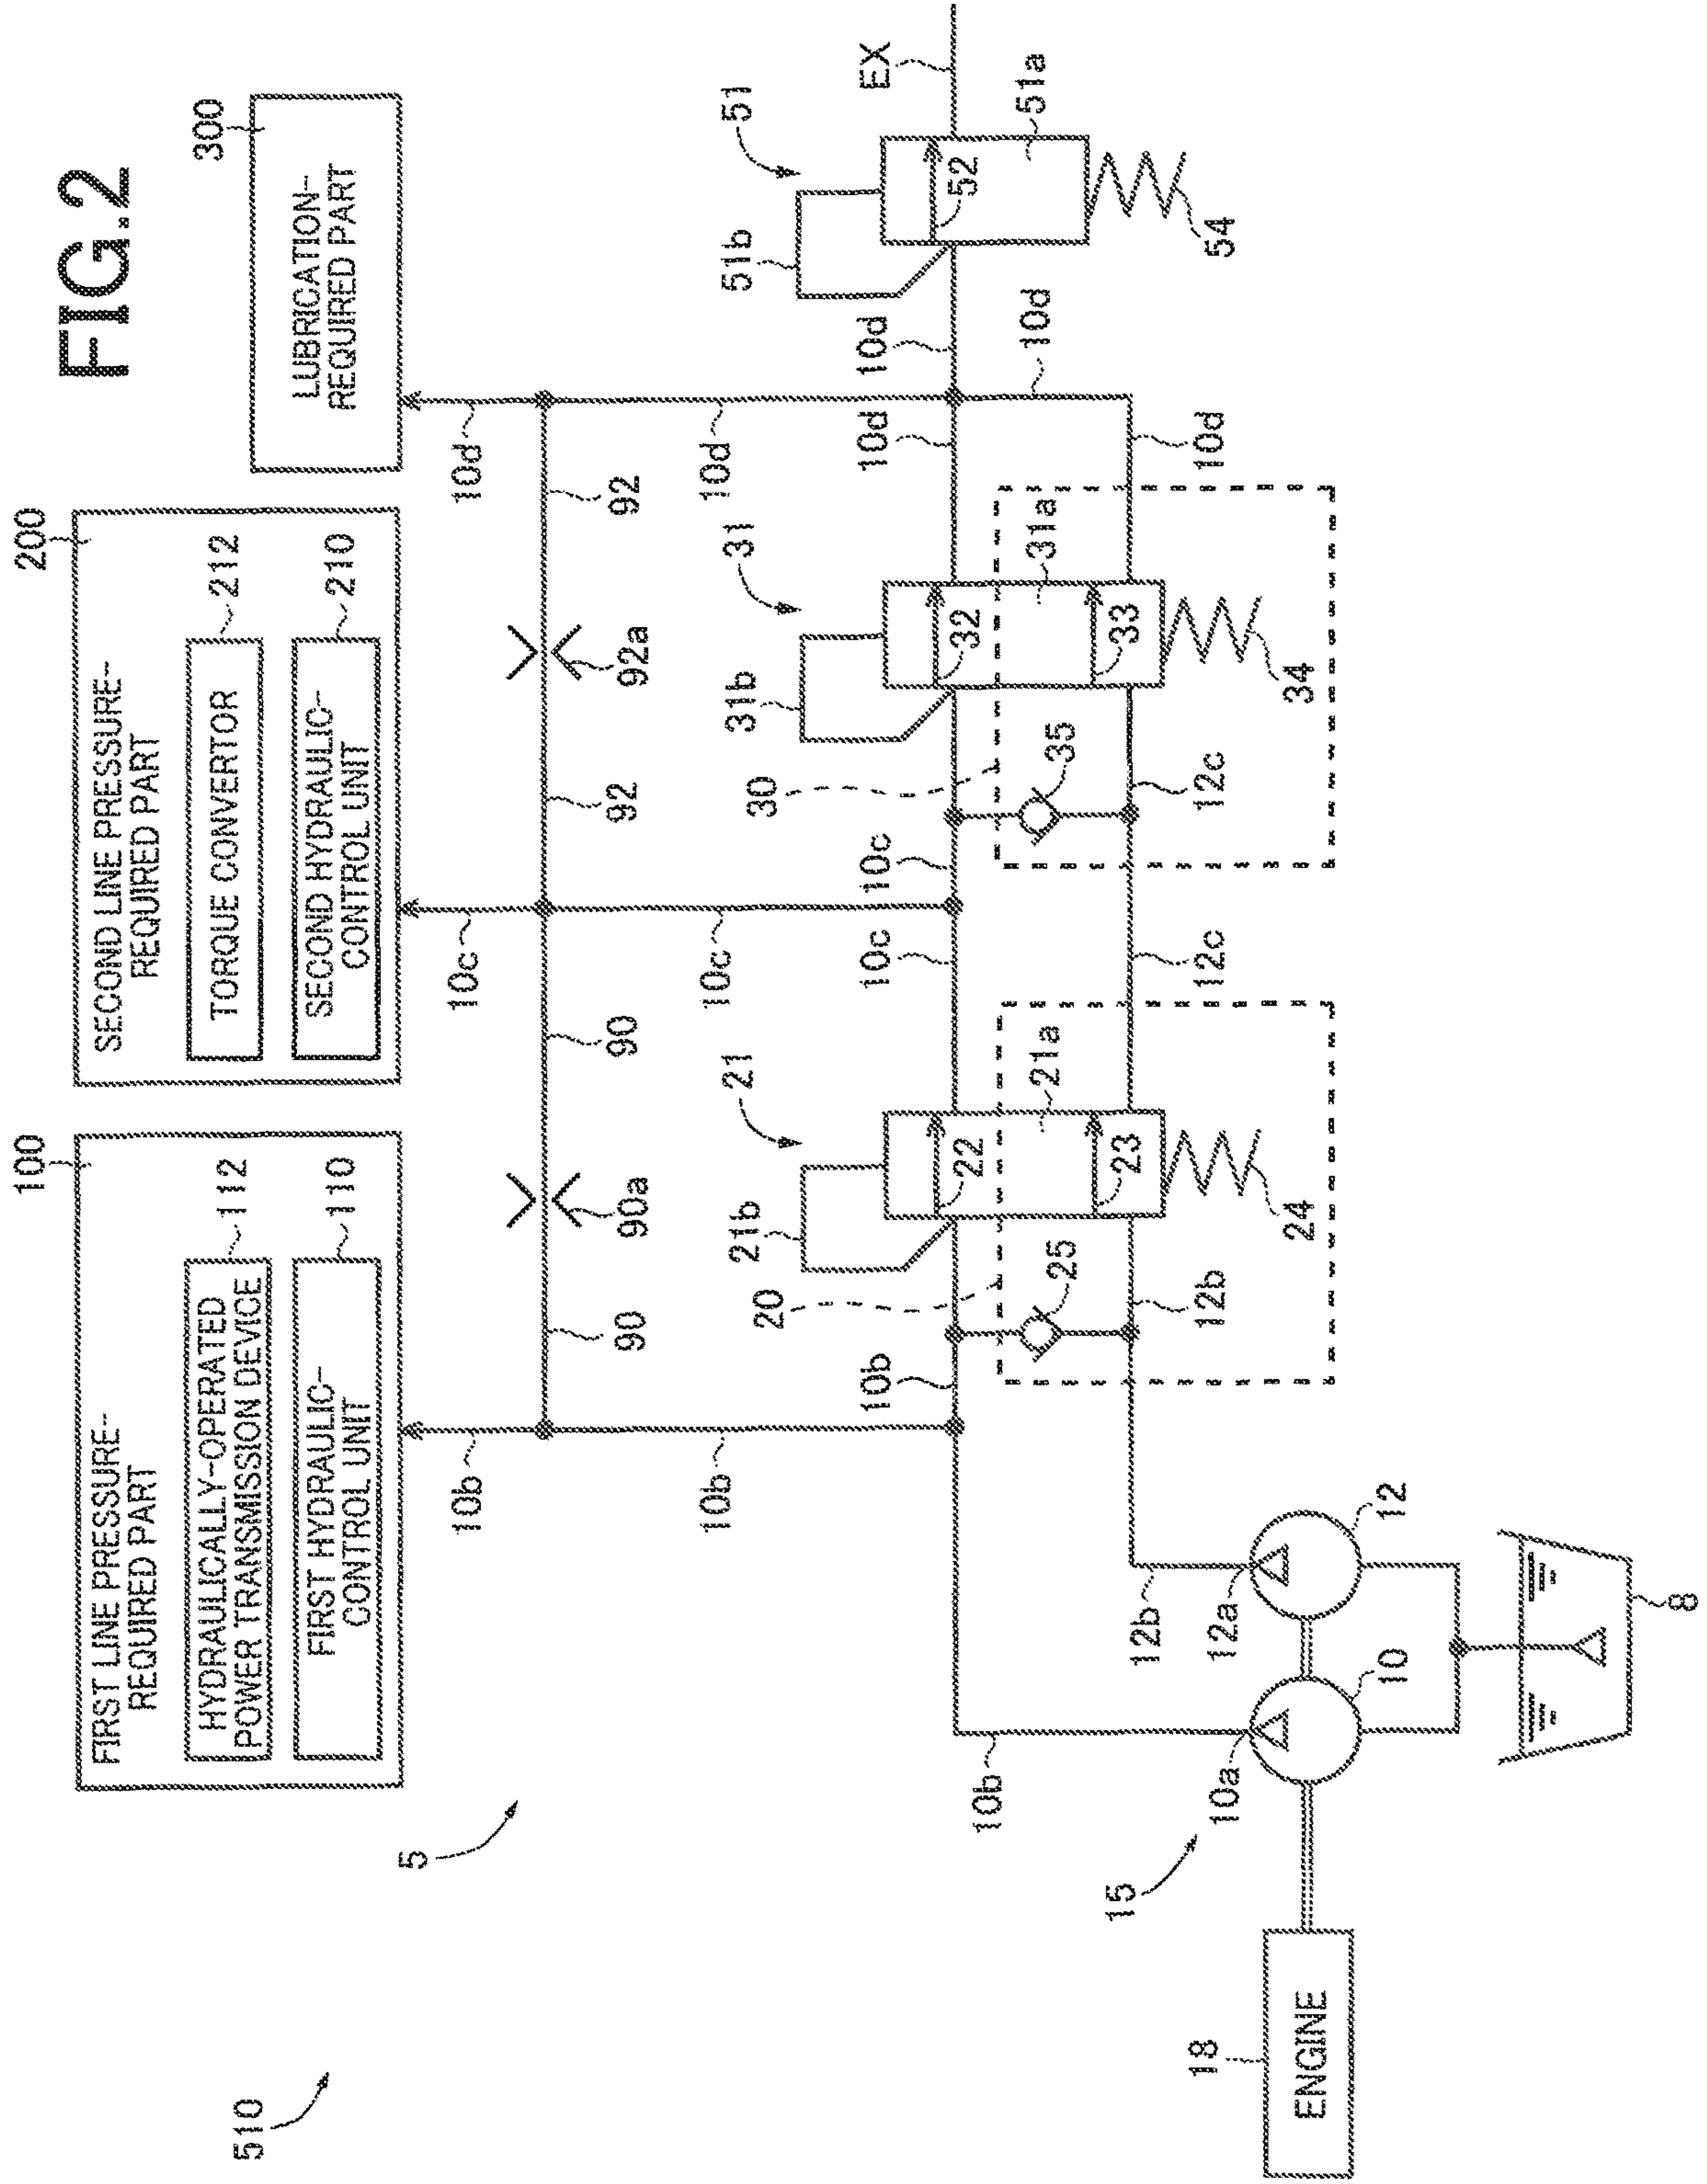 FIG.2
510
5
100
FIRST LINE PRESSURE-
REQUIRED PART
HYDRAULICALLY-OPERATED
POWER TRANSMISSION DEVICE
112
FIRST HYDRAULIC-
CONTROL UNIT
110
200
SECOND LINE PRESSURE-
REQUIRED PART
TORQUE CONVERTOR
212
SECOND HYDRAULIC-
CONTROL UNIT
210
300
LUBRICATION-
REQUIRED PART
10b
10c
10d
90
90a
90
92
92a
92
10b
10c
10d
21b
21
31b
31
51b
51
20
30
10b
10c
10c
10d
10d
EX
22
32
52
10b
25
21a
35
31a
10d
51a
23
33
15
12b
12b
12c
12c
10d
10a
12a
24
34
54
18
ENGINE
10
12
8